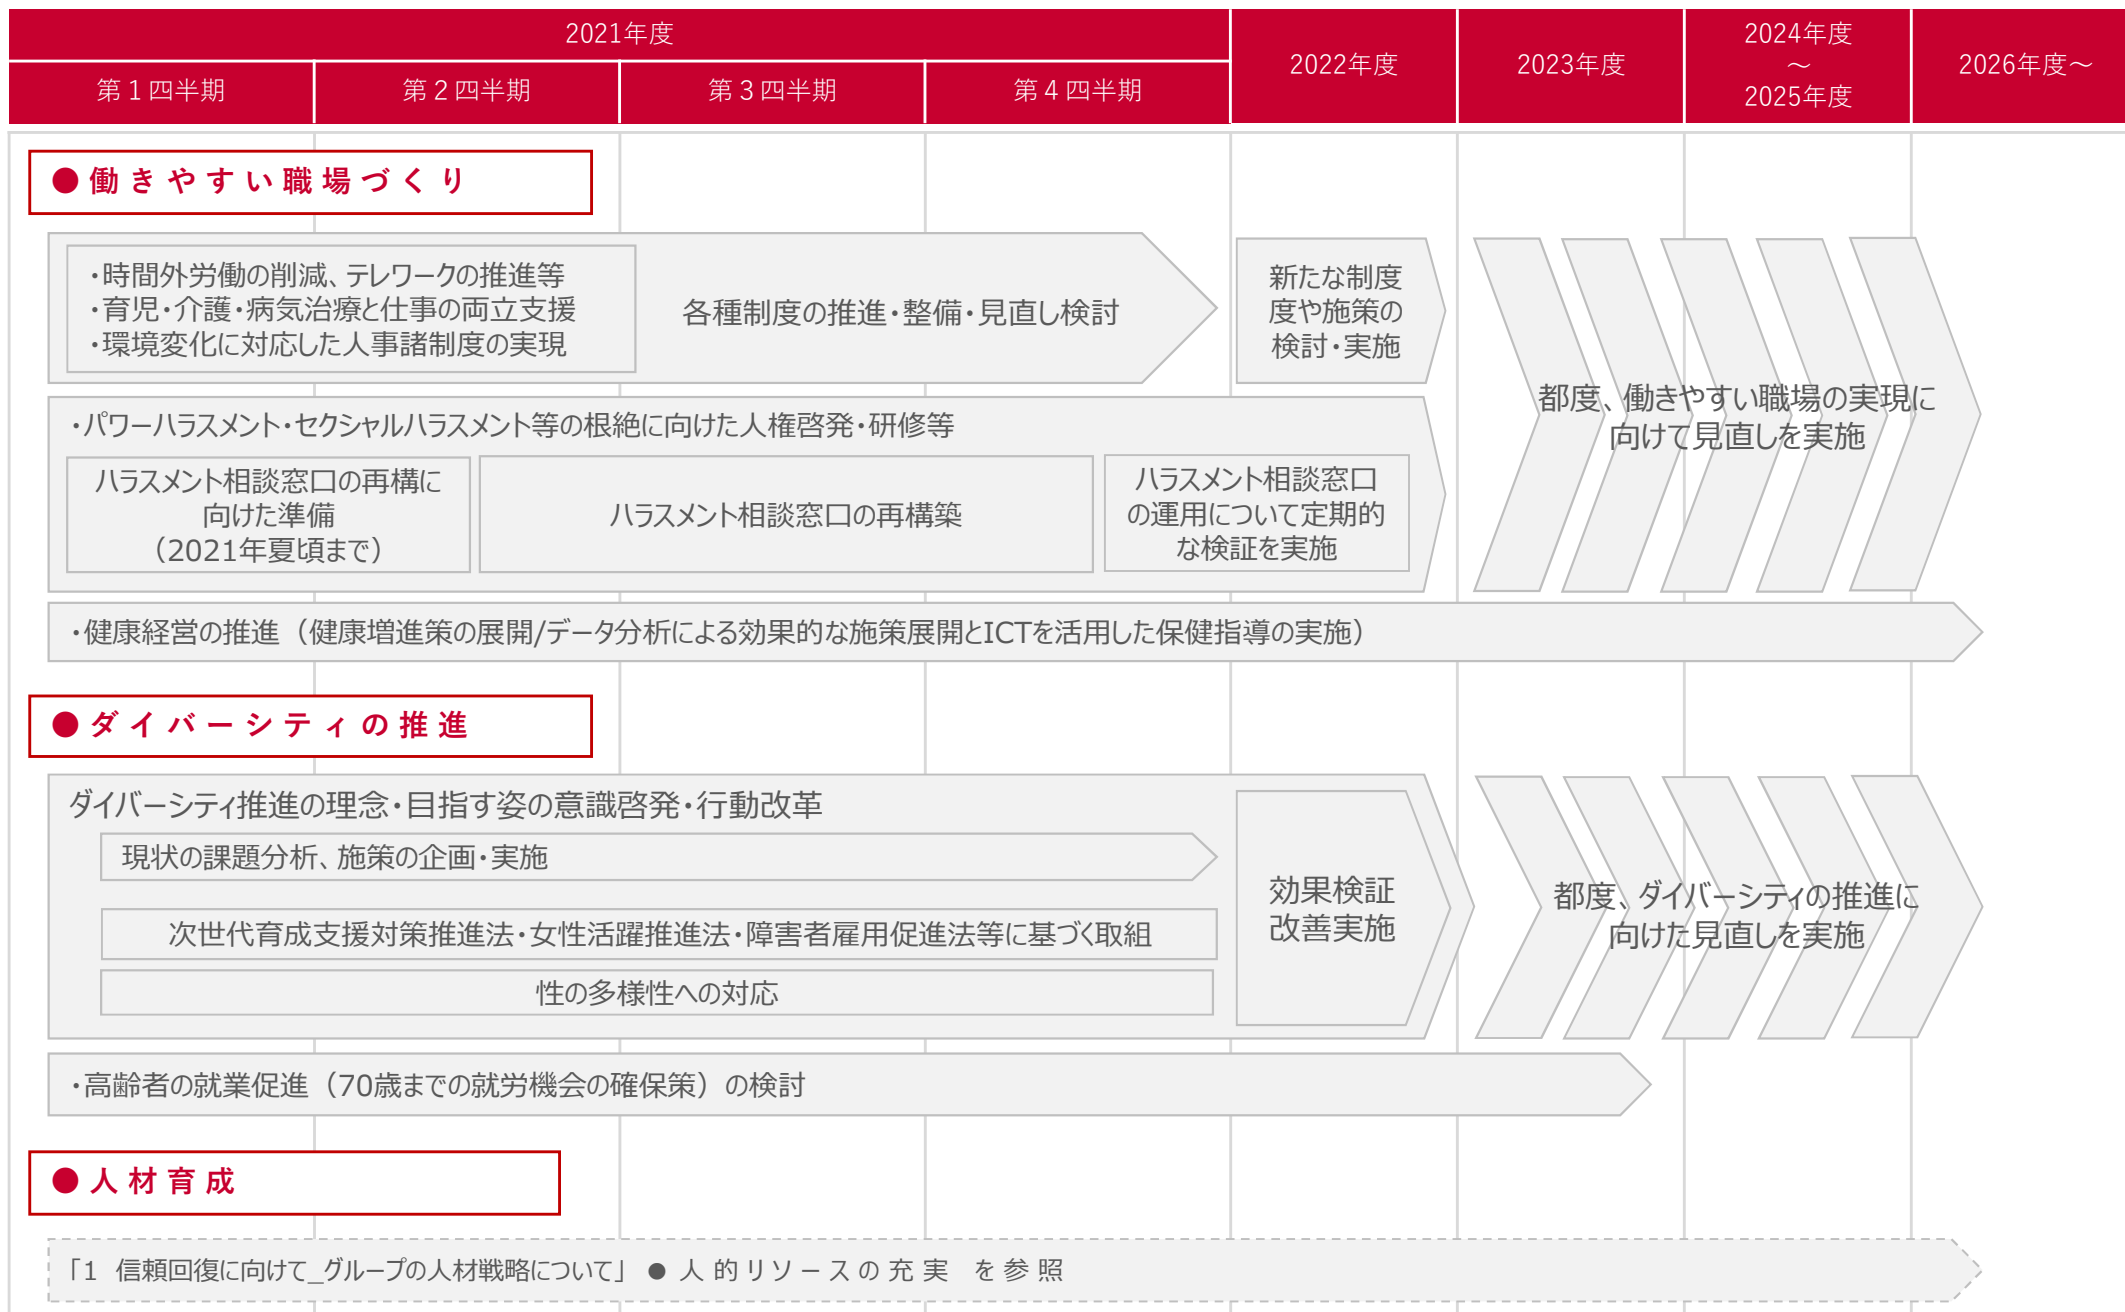 2021年度
2022年度
2023年度
2024年度
～
2025年度
2026年度～
第１四半期
第２四半期
第３四半期
第４四半期
●働きやすい職場づくり
・時間外労働の削減、テレワークの推進等
・育児・介護・病気治療と仕事の両立支援
・環境変化に対応した人事諸制度の実現
各種制度の推進・整備・見直し検討
新たな制度
度や施策の
検討・実施
都度、働きやすい職場の実現に
向けて見直しを実施
・パワーハラスメント・セクシャルハラスメント等の根絶に向けた人権啓発・研修等
ハラスメント相談窓口の再構に
向けた準備
（2021年夏頃まで）
ハラスメント相談窓口の再構築
ハラスメント相談窓口
の運用について定期的
な検証を実施
・健康経営の推進（健康増進策の展開/データ分析による効果的な施策展開とICTを活用した保健指導の実施）
●ダイバーシティの推進
ダイバーシティ推進の理念・目指す姿の意識啓発・行動改革
現状の課題分析、施策の企画・実施
次世代育成支援対策推進法・女性活躍推進法・障害者雇用促進法等に基づく取組
性の多様性への対応
効果検証
改善実施
都度、ダイバーシティの推進に
向けた見直しを実施
・高齢者の就業促進（70歳までの就労機会の確保策）の検討
●人材育成
「1 信頼回復に向けて_グループの人材戦略について」 ● 人的リソースの充実 を参照